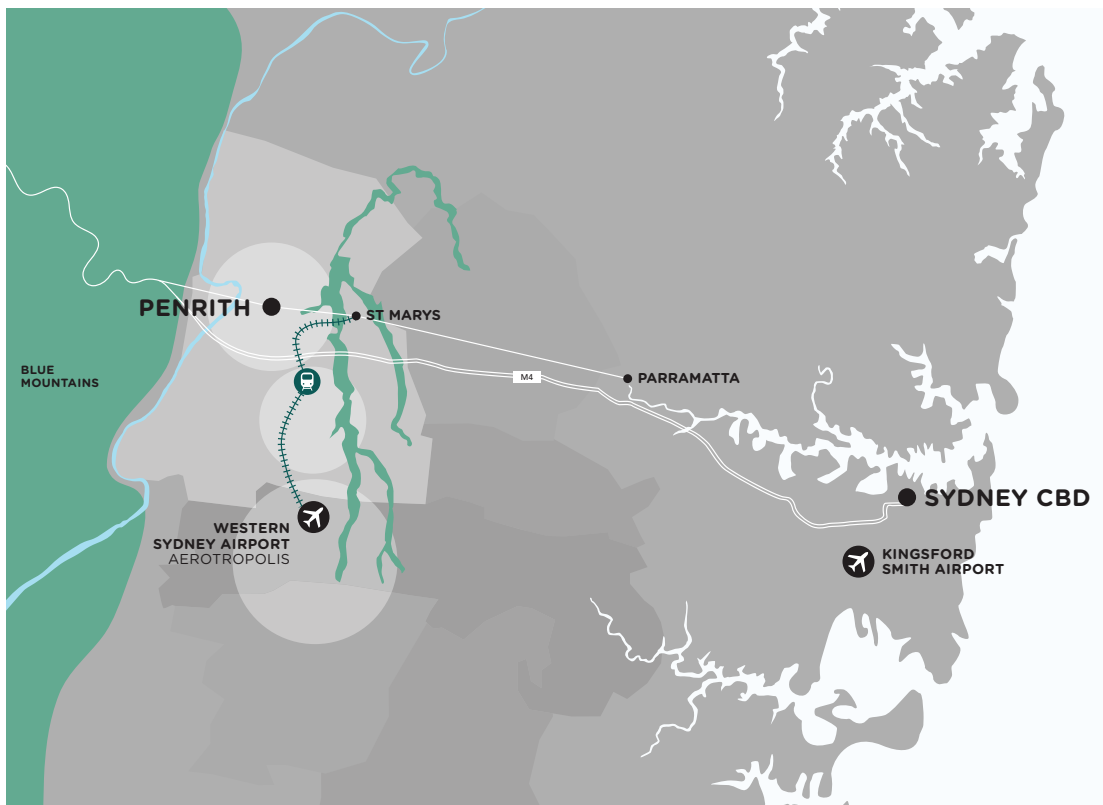 PENRITH
ST MARYS
BLUE
MOUNTAINS
M4
PARRAMATTA
SYDNEY CBD
WESTERN
SYDNEY AIRPORT
AEROTROPOLIS
KINGSFORD
SMITH AIRPORT